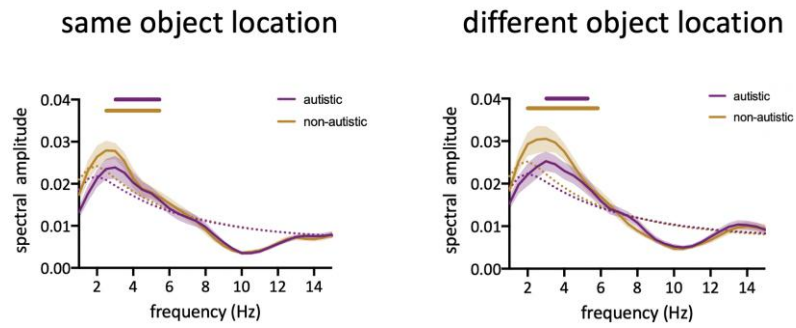 same object location
different object location
spectral amplitude
0.04
0.03
0.02
0.01
0.00
autistic
non-autistic
2 4 6 8 10 12 14
frequency (Hz)
spectral amplitude
0.04
0.03
0.02
0.01
0.00
autistic
non-autistic
2 4 6 8 10 12 14
frequency (Hz)